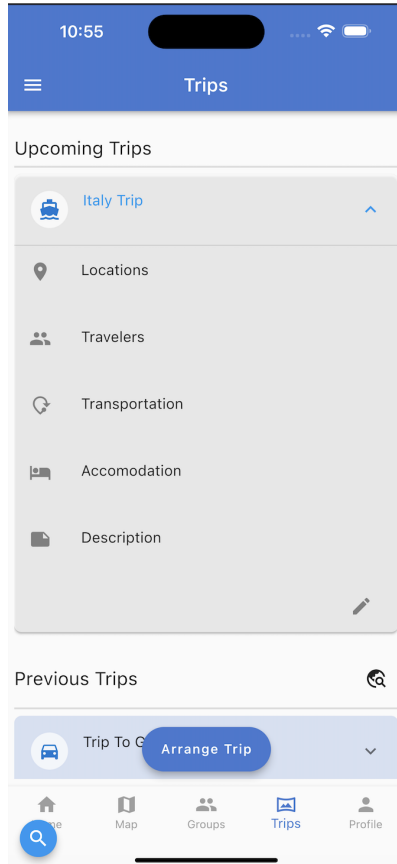 10:55
Trips
Upcoming Trips
Italy Trip
Locations
Travelers
Transportation
Accomodation
Description
Previous Trips
Trip To G
Arrange Trip
me
Map
Groups
Trips
Profile